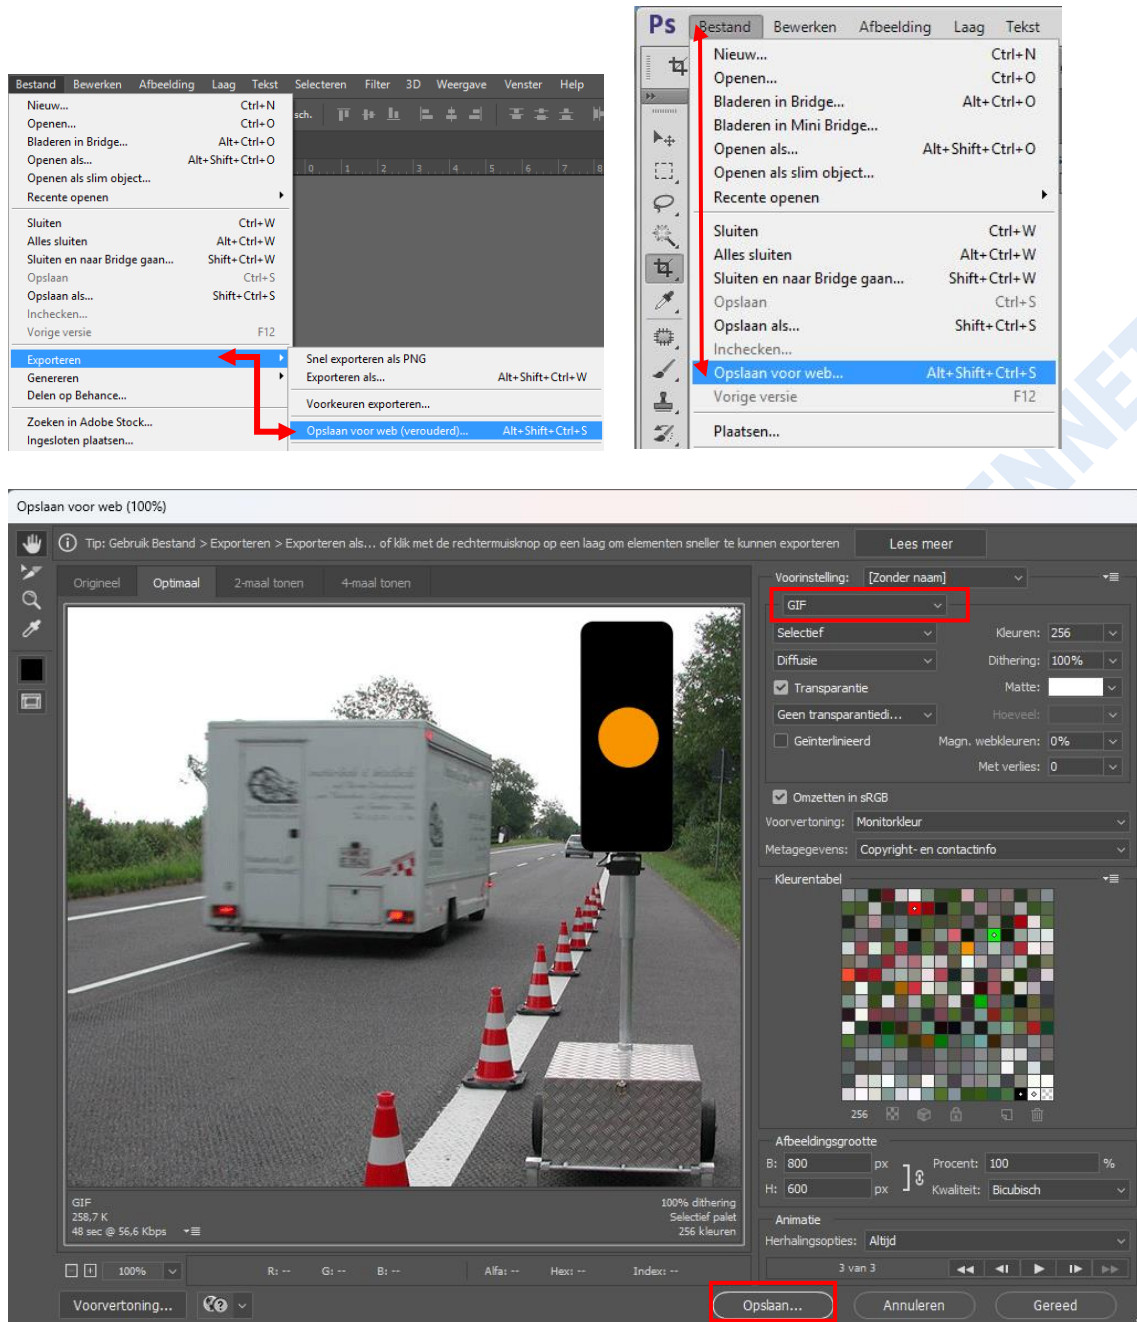 Bestand Bewerken Afbeelding Laag Tekst Selecteren Filter 3D Weergave Venster Help
Nieuw... Ctrl+N
Openen... Ctrl+O
Bladeren in Bridge... Alt+Ctrl+O
Openen als... Alt+Shift+Ctrl+O
Openen als slim object...
Recente openen
Sluiten Ctrl+W
Alles sluiten Alt+Ctrl+W
Sluiten en naar Bridge gaan... Shift+Ctrl+W
Opslaan Ctrl+S
Opslaan als... Shift+Ctrl+S
Inchecken...
Vorige versie F12
Exporteren
Genereren
Delen op Behance...
Zoeken in Adobe Stock...
Ingesloten plaatsen...
sch.
0 1 2 3 4 5 6 7 8
Snel exporteren als PNG
Exporteren als... Alt+Shift+Ctrl+W
Voorkeuren exporteren...
Opslaan voor web (verouderd)... Alt+Shift+Ctrl+S
Ps Bestand Bewerken Afbeelding Laag Tekst
Nieuw... Ctrl+N
Openen... Ctrl+O
Bladeren in Bridge... Alt+Ctrl+O
Bladeren in Mini Bridge...
Openen als... Alt+Shift+Ctrl+O
Openen als slim object...
Recente openen
Sluiten Ctrl+W
Alles sluiten Alt+Ctrl+W
Sluiten en naar Bridge gaan... Shift+Ctrl+W
Opslaan Ctrl+S
Opslaan als... Shift+Ctrl+S
Inchecken...
Opslaan voor web... Alt+Shift+Ctrl+S
Vorige versie F12
Plaatsen...
Opslaan voor web (100%)
Tip: Gebruik Bestand > Exporteren > Exporteren als... of klik met de rechtermuisknop op een laag om elementen sneller te kunnen exporteren Lees meer
Origineel Optimaal 2-maal tonen 4-maal tonen
GIF
258,7 K
48 sec @ 56,6 Kbps
100% dithering
Selectief palet
256 kleuren
Voorinstelling: [Zonder naam]
GIF
Selectief Kleuren: 256
Diffusie Dithering: 100%
Transparantie Matte:
Geen transparantiedi... Hoeveel:
Geïnterlinieerd Magn. webkleuren: 0%
Met verlies: 0
Omzetten in sRGB
Voorvertoning: Monitorkleur
Metagegevens: Copyright- en contactinfo
Kleurentabel
256
Afbeeldingsgrootte
B: 800 px Procent: 100 %
H: 600 px Kwaliteit: Bicubisch
Animatie
Herhalingsopties: Altijd
3 van 3
100% R: -- G: -- B: -- Alfa: -- Hex: -- Index: --
Voorvertoning... Opslaan... Annuleren Gereed